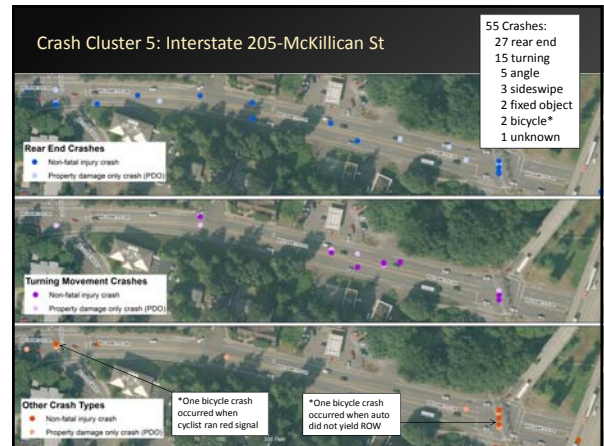 Crash Cluster 5: Interstate 205-McKillican St
55 Crashes:
27 rear end
15 turning
5 angle
3 sideswipe
2 fixed object
2 bicycle*
1 unknown
Rear End Crashes
Non-fatal injury crash
Property damage only crash (PDO)
Turning Movement Crashes
Non-fatal injury crash
Property damage only crash (PDO)
Other Crash Types
Non-fatal injury crash
Property damage only crash (PDO)
*One bicycle crash
occurred when
cyclist ran red signal
*One bicycle crash
occurred when auto
did not yield ROW